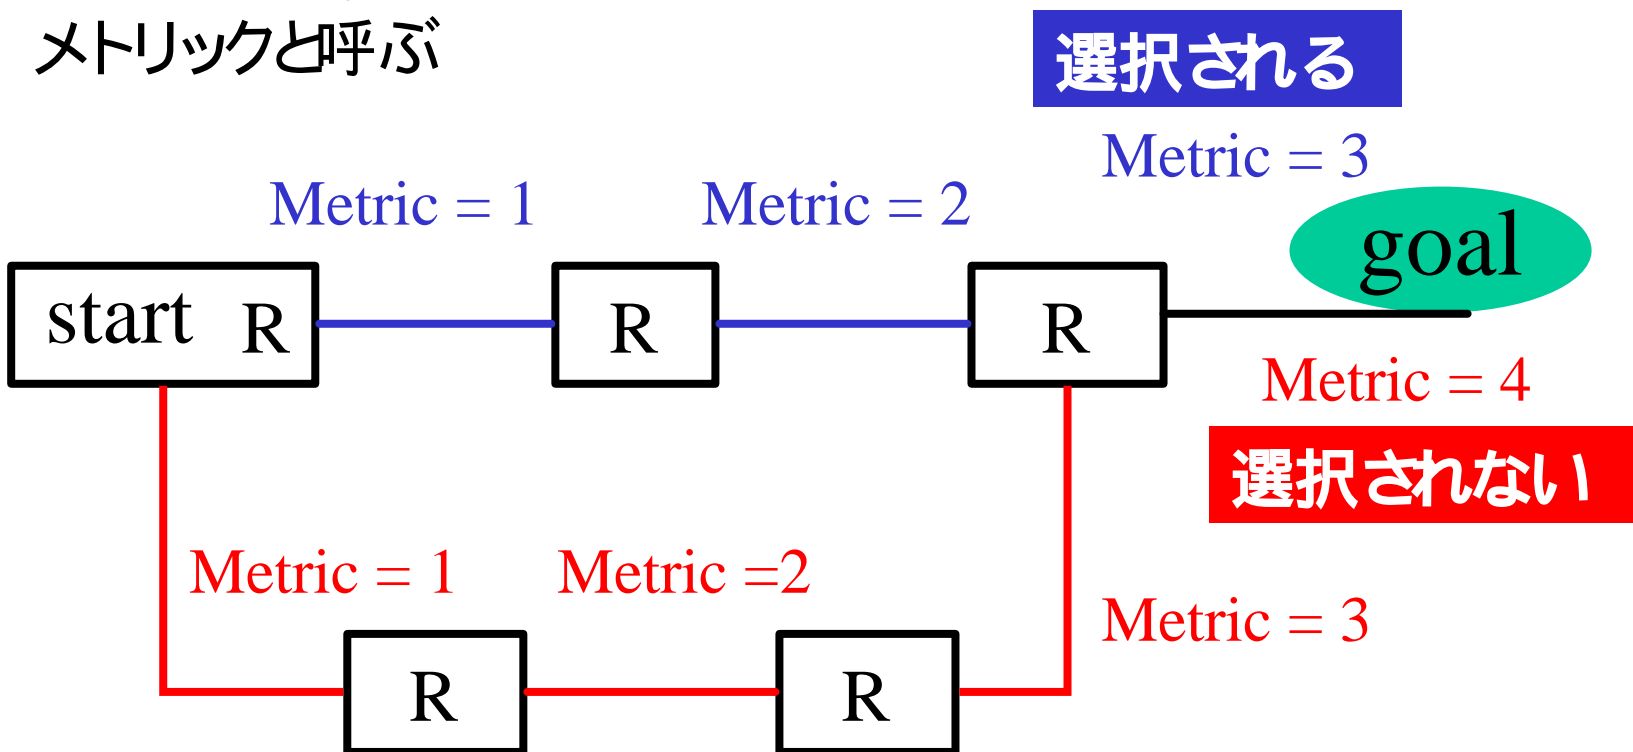 メトリックと呼ぶ
選択される
Metric = 3
Metric = 1
Metric = 2
goal
start R
R
R
Metric = 4
選択されない
Metric = 1
Metric =2
Metric = 3
R
R